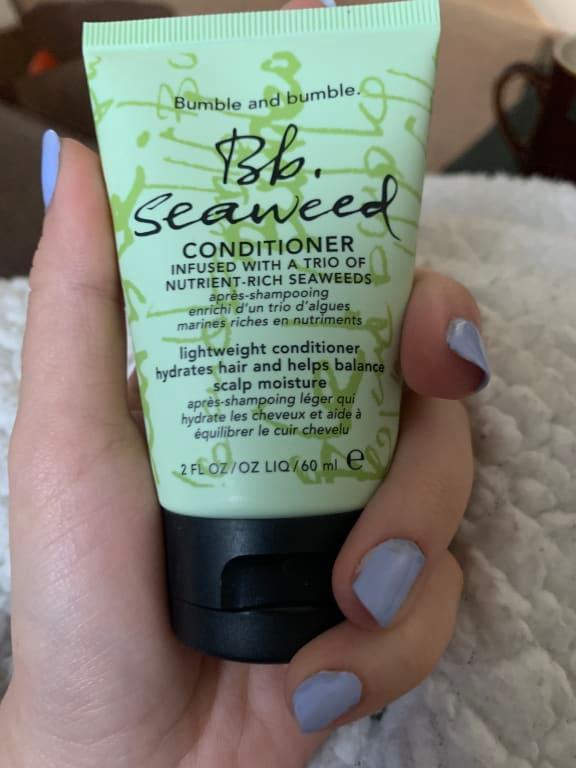 Bumble and bumble.
Bb.
seaweed
CONDITIONER
INFUSED WITH A TRIO OF
NUTRIENT-RICH SEAWEEDS
après-shampooing
enrichi d'un trio d'algues
marines riches en nutriments
lightweight conditioner
hydrates hair and helps balance
scalp moisture
après-shampoing léger qui
hydrate les cheveux et aide à
équilibrer le cuir chevelu
2 FL OZ/OZ LIQ/60 ml e